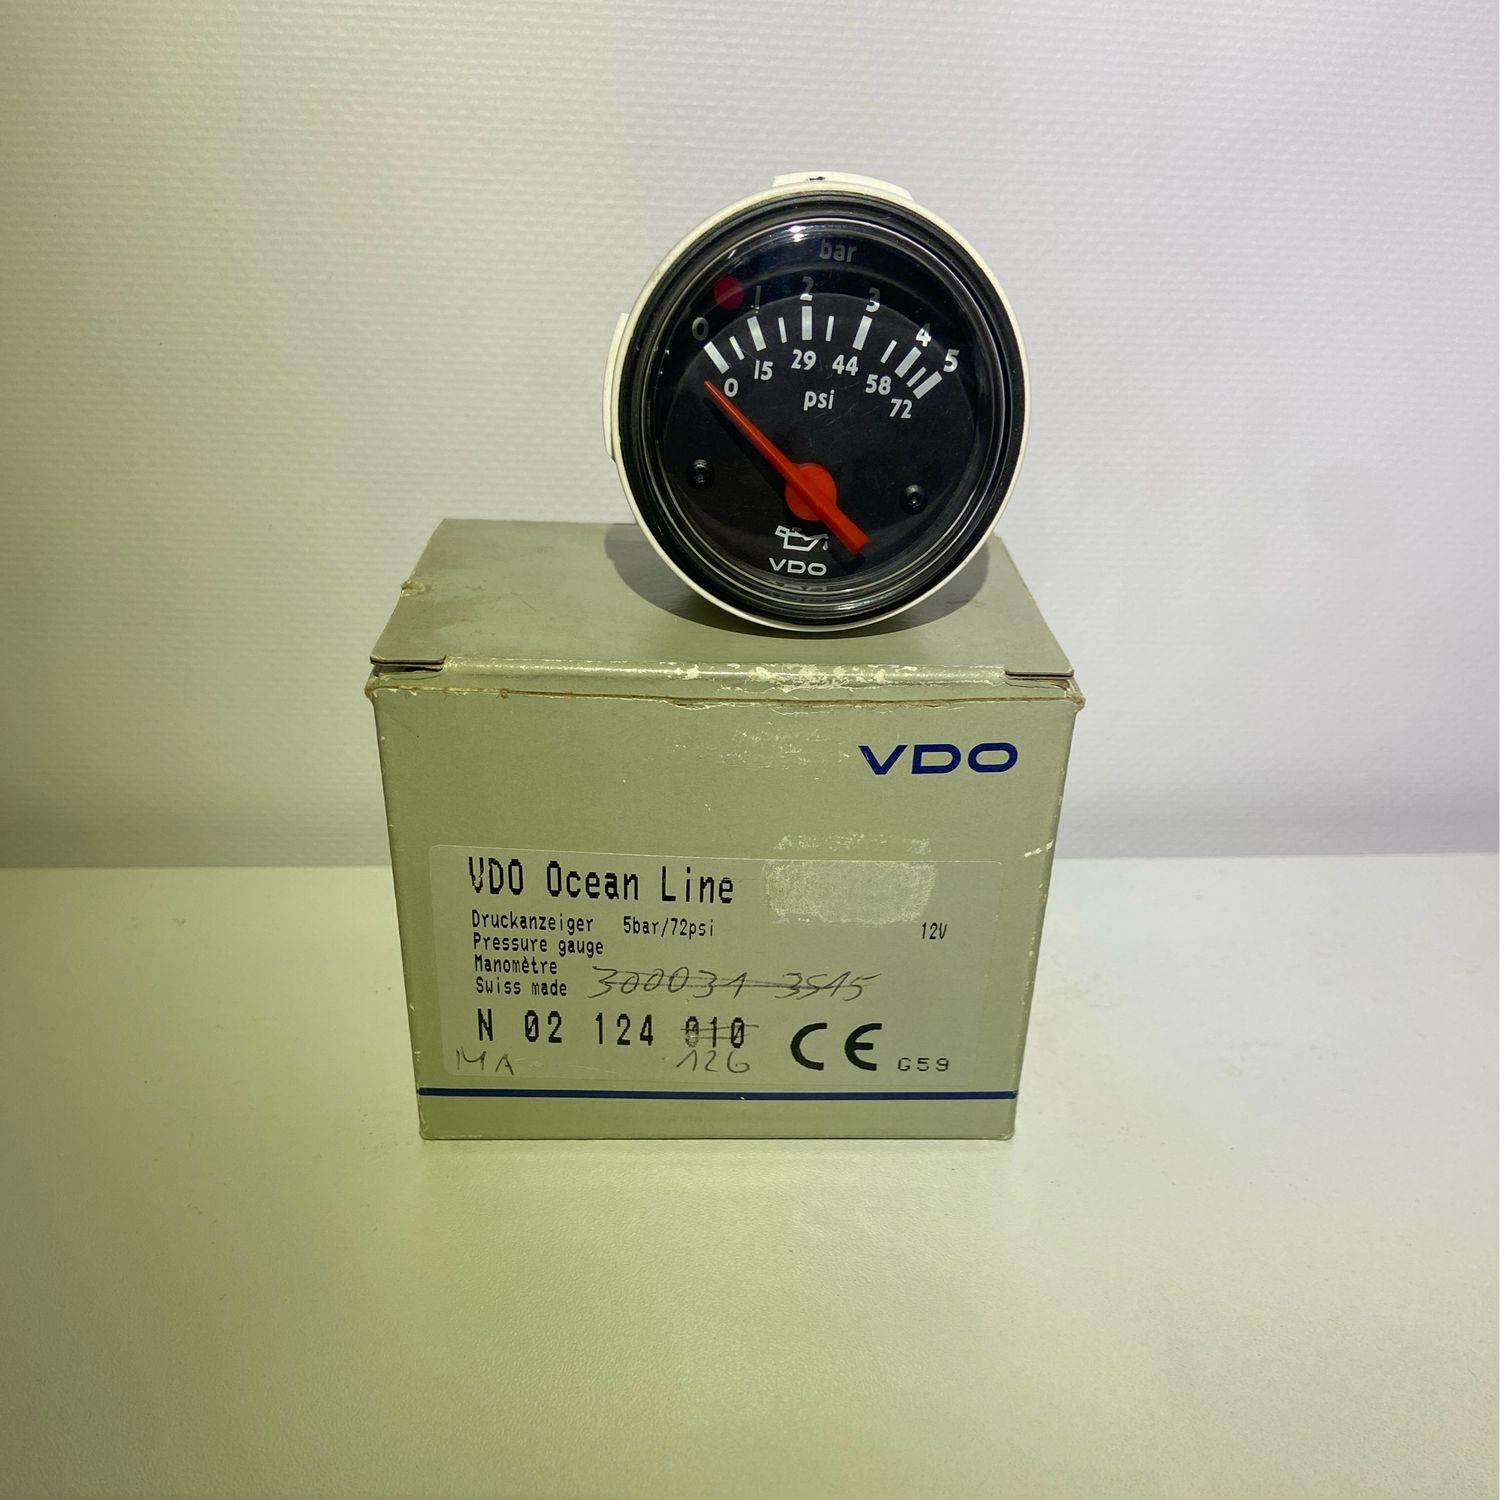 bar
0 1 2 3 4 5
0 15 29 44 58 72
psi
VDO
VDO
VDO Ocean Line
Druckanzeiger 5bar/72psi 12V
Pressure gauge
Manomètre
Swiss made 300031 3515
N 02 124 010 CE G59
MA 126